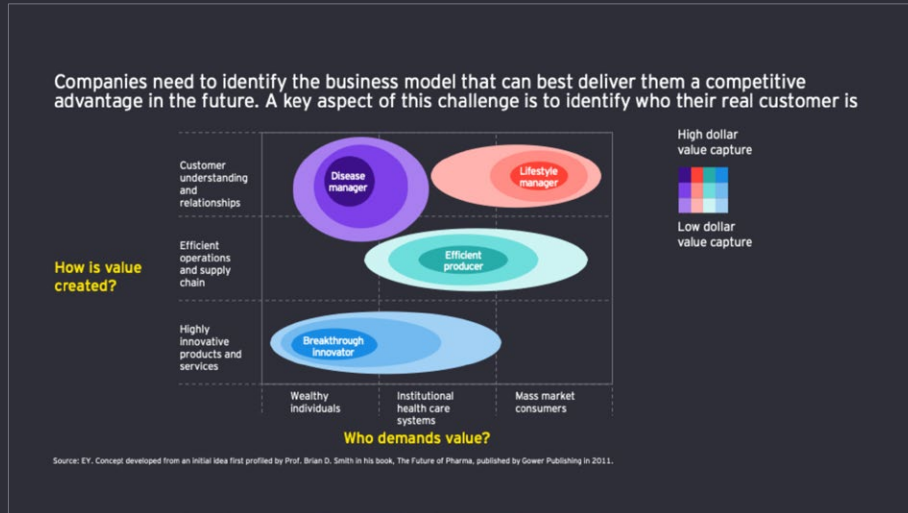 Companies need to identify the business model that can best deliver them a competitive
advantage in the future. A key aspect of this challenge is to identify who their real customer is
High dollar
value capture
Low dollar
value capture
How is value
created?
Customer
understanding
and
relationships
Disease
manager
Lifestyle
manager
Efficient
operations
and supply
chain
Efficient
producer
Highly
innovative
products and
services
Breakthrough
innovator
Wealthy
individuals
Institutional
health care
systems
Mass market
consumers
Who demands value?
Source: EY. Concept developed from an initial idea first profiled by Prof. Brian D. Smith in his book, The Future of Pharma, published by Gower Publishing in 2011.